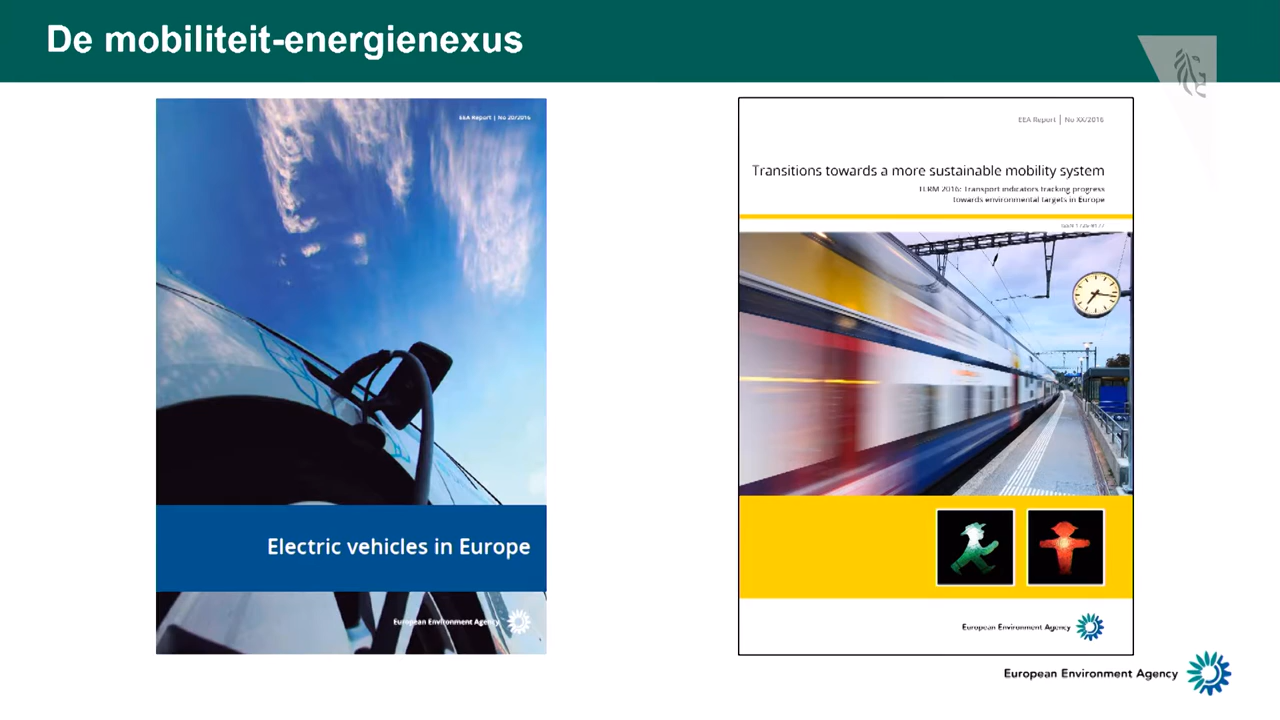 De mobiliteit-energienexus
EEA Report | No 20/2016
Electric vehicles in Europe
European Environment Agency
EEA Report | No XX/2016
Transitions towards a more sustainable mobility system
TERM 2016: Transport indicators tracking progress
towards environmental targets in Europe
European Environment Agency
European Environment Agency